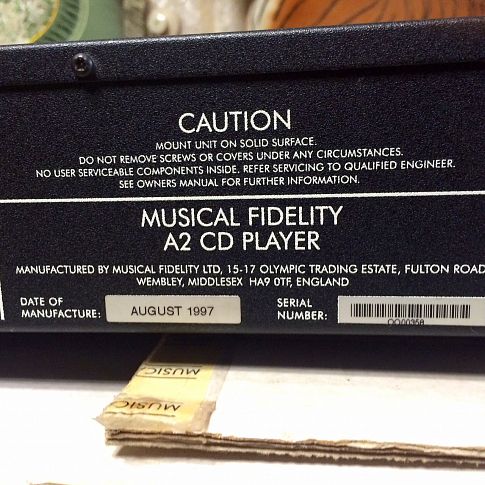 CAUTION
MOUNT UNIT ON SOLID SURFACE.
DO NOT REMOVE SCREWS OR COVERS UNDER ANY CIRCUMSTANCES.
NO USER SERVICEABLE COMPONENTS INSIDE. REFER SERVICING TO QUALIFIED ENGINEER.
SEE OWNERS MANUAL FOR FURTHER INFORMATION.
MUSICAL FIDELITY
A2 CD PLAYER
MANUFACTURED BY MUSICAL FIDELITY LTD, 15-17 OLYMPIC TRADING ESTATE, FULTON ROAD
WEMBLEY, MIDDLESEX HA9 0TF, ENGLAND
DATE OF
MANUFACTURE: AUGUST 1997
SERIAL
NUMBER: OO00358
MUSIC
MUSIC